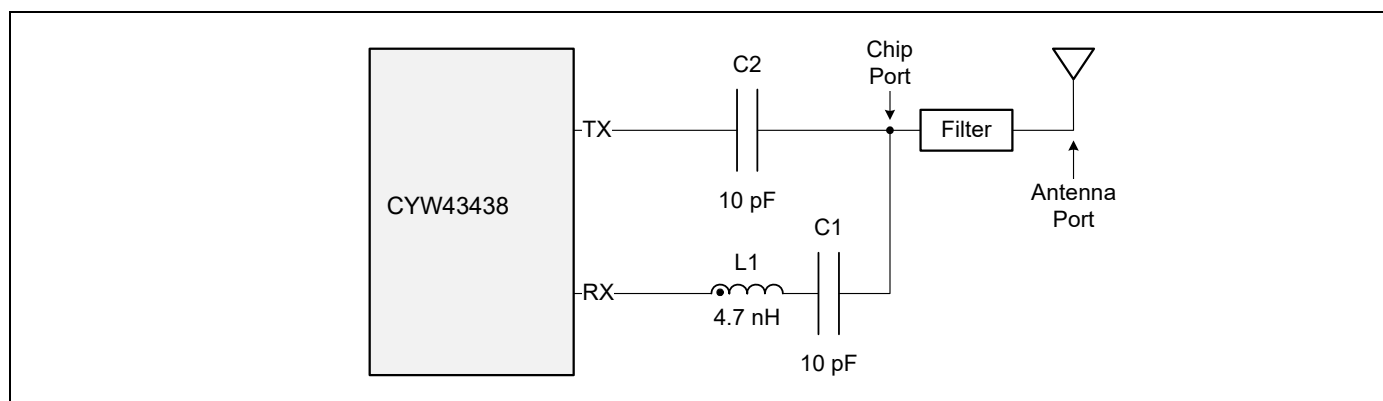 C2
Chip
Port
TX
Filter
10 pF
Antenna
Port
CYW43438
C1
L1
RX
4.7 nH
10 pF